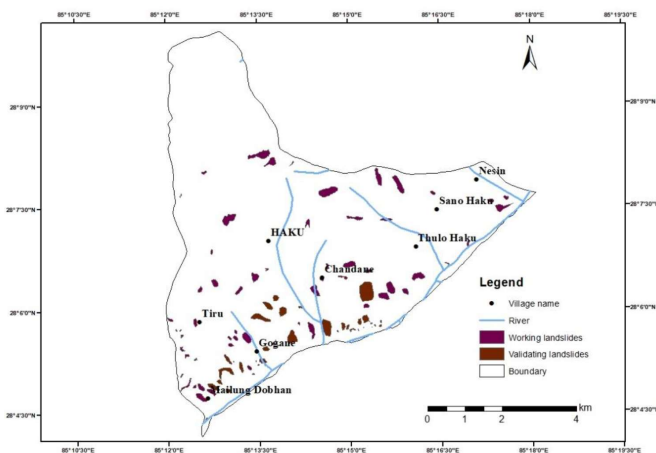 85°10'30"E 85°12'0"E 85°13'30"E 85°15'0"E 85°16'30"E 85°18'0"E 85°19'30"E
N
28°9'0"N
28°9'0"N
Nesin
28°7'30"N
Sano Haku
28°7'30"N
HAKU
Thulo Haku
Chandane
Legend
Village name
28°6'0"N
Tiru
28°6'0"N
River
Gogane
Working landslides
Validating landslides
Boundary
Mailung Dobhan
28°4'30"N
28°4'30"N
km
0 1 2 4
85°10'30"E 85°12'0"E 85°13'30"E 85°15'0"E 85°16'30"E 85°18'0"E 85°19'30"E